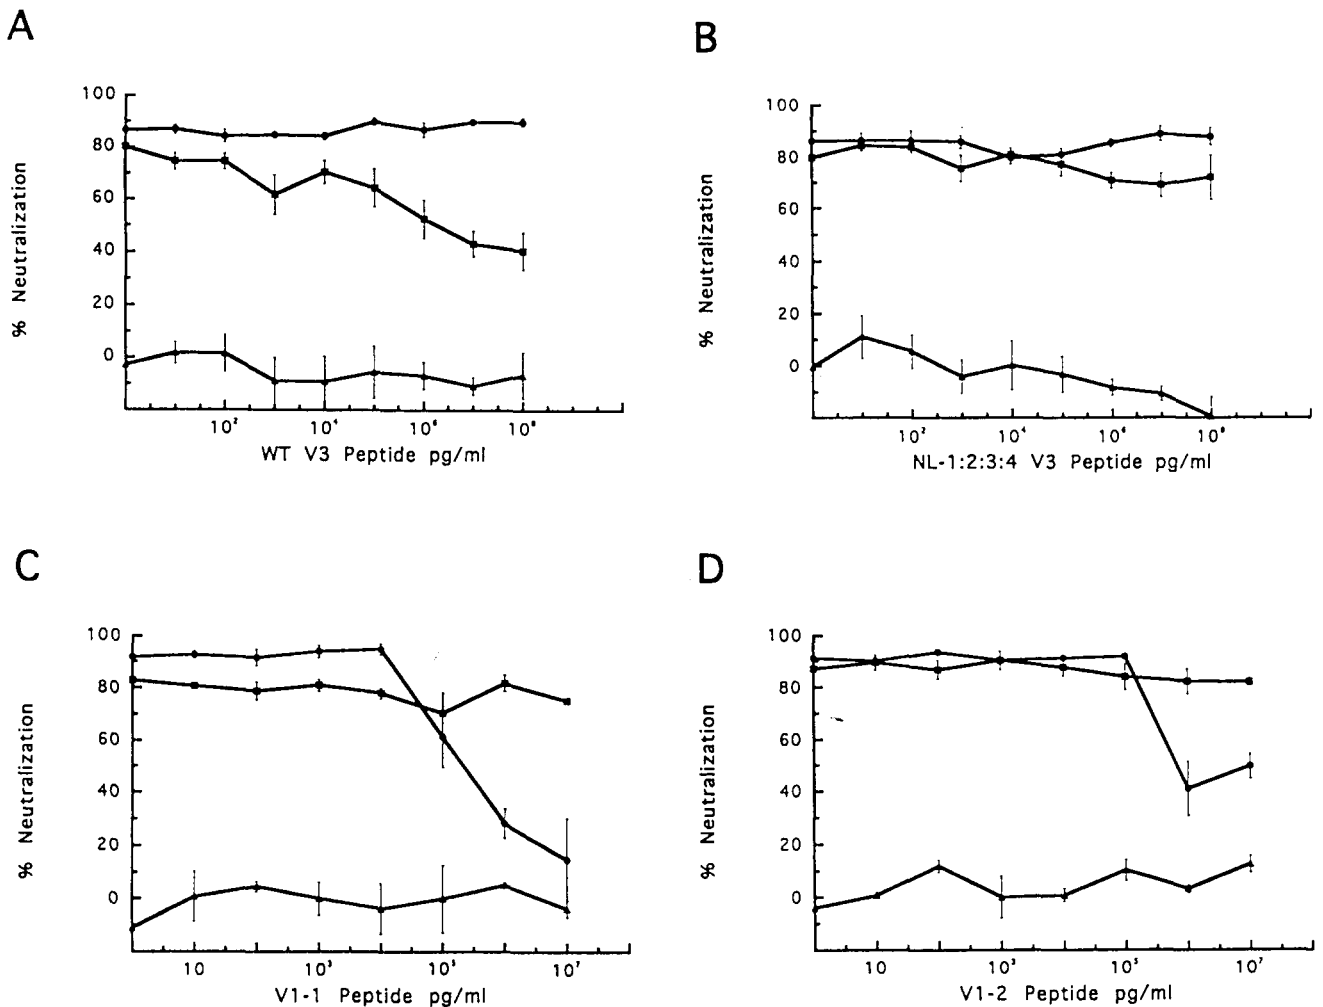 A
% Neutralization
100
80
60
40
20
0
10² 10⁴ 10⁶ 10⁸
WT V3 Peptide pg/ml
B
% Neutralization
100
80
60
40
20
0
10² 10⁴ 10⁶ 10⁸
NL-1:2:3:4 V3 Peptide pg/ml
C
% Neutralization
100
80
60
40
20
0
10 10³ 10⁵ 10⁷
V1-1 Peptide pg/ml
D
% Neutralization
100
80
60
40
20
0
10 10³ 10⁵ 10⁷
V1-2 Peptide pg/ml